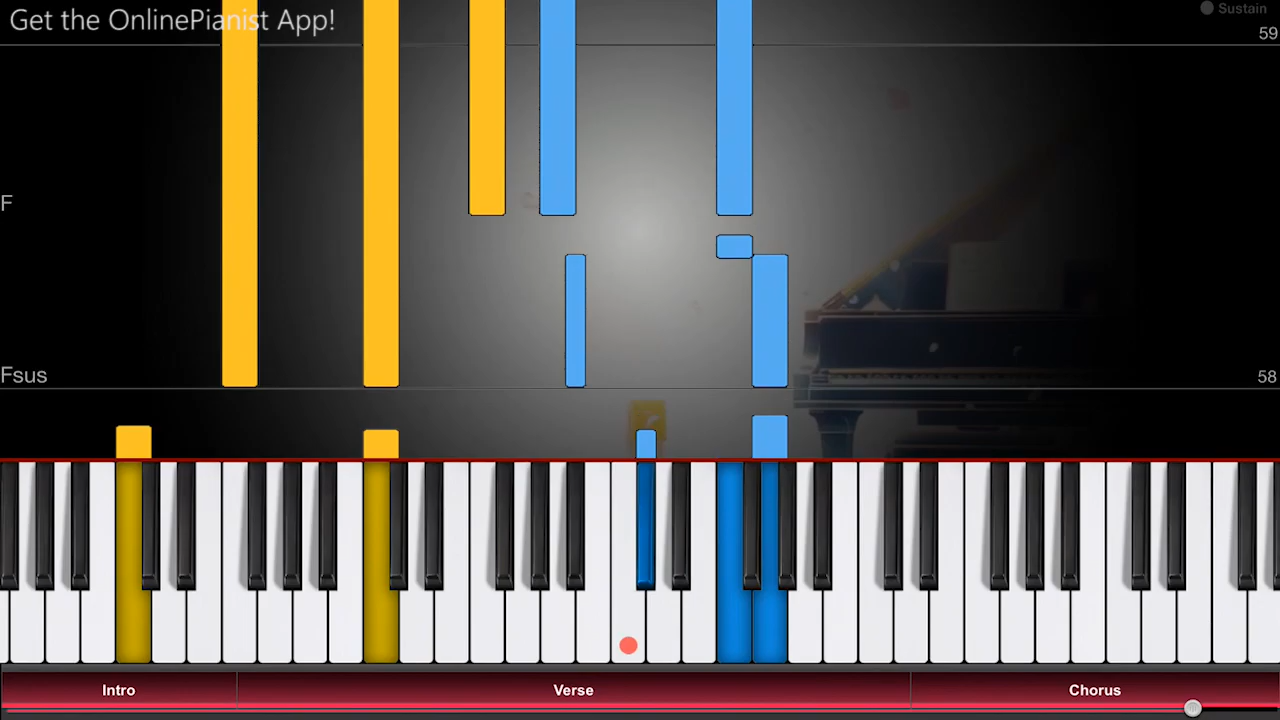 Get the OnlinePianist App!
Sustain
59
F
Fsus
58
Intro
Verse
Chorus